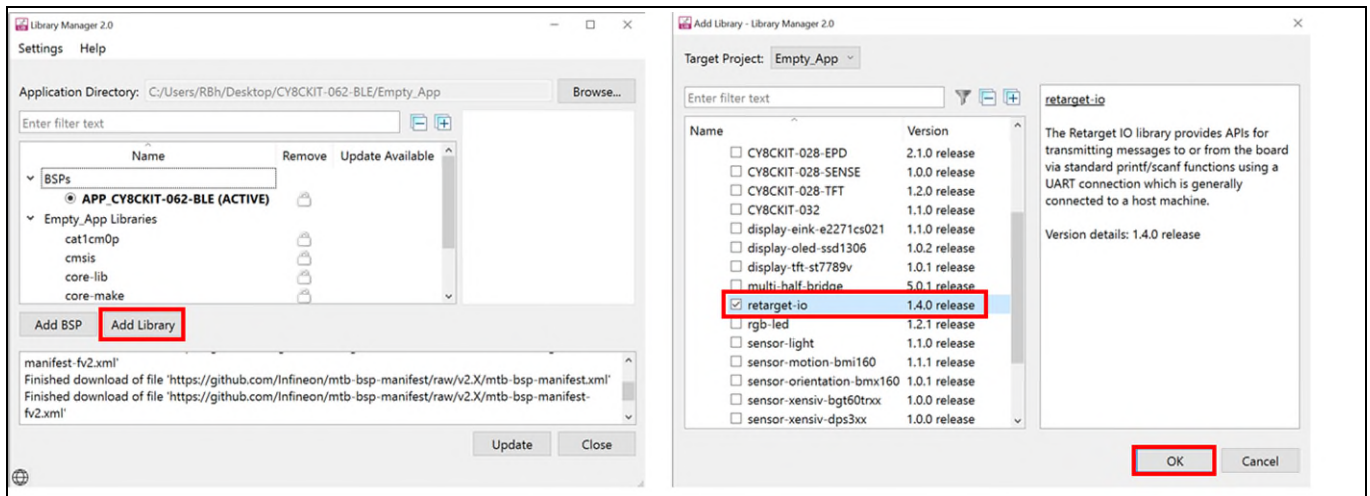 Library Manager 2.0
Settings Help
Application Directory: C:/Users/RBh/Desktop/CY8CKIT-062-BLE/Empty_App Browse...
Enter filter text
Name Remove Update Available
BSPs
APP_CY8CKIT-062-BLE (ACTIVE)
Empty_App Libraries
cat1cm0p
cmsis
core-lib
core-make
Add BSP Add Library
manifest-fv2.xml'
Finished download of file 'https://github.com/Infineon/mtb-bsp-manifest/raw/v2.X/mtb-bsp-manifest.xml'
Finished download of file 'https://github.com/Infineon/mtb-bsp-manifest/raw/v2.X/mtb-bsp-manifest-
fv2.xml'
Update Close
Add Library - Library Manager 2.0
Target Project: Empty_App
Enter filter text
Name Version
CY8CKIT-028-EPD 2.1.0 release
CY8CKIT-028-SENSE 1.0.0 release
CY8CKIT-028-TFT 1.2.0 release
CY8CKIT-032 1.1.0 release
display-eink-e2271cs021 1.1.0 release
display-oled-ssd1306 1.0.2 release
display-tft-st7789v 1.0.1 release
multi-half-bridge 5.0.1 release
retarget-io 1.4.0 release
rgb-led 1.2.1 release
sensor-light 1.1.0 release
sensor-motion-bmi160 1.1.1 release
sensor-orientation-bmx160 1.0.1 release
sensor-xensiv-bgt60trxx 1.0.0 release
sensor-xensiv-dps3xx 1.0.0 release
retarget-io
The Retarget IO library provides APIs for
transmitting messages to or from the board
via standard printf/scanf functions using a
UART connection which is generally
connected to a host machine.
Version details: 1.4.0 release
OK Cancel